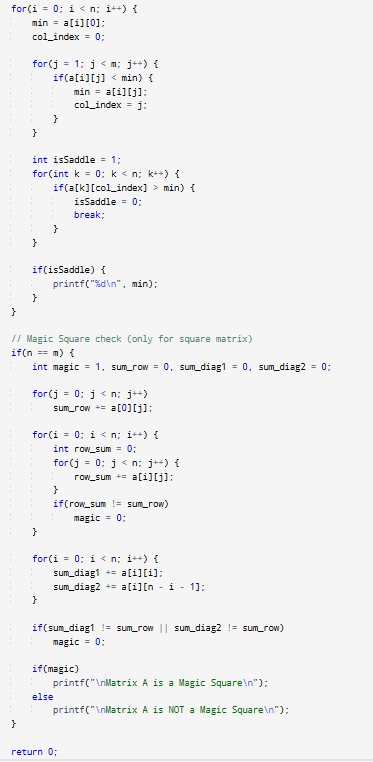 for(i = 0; i < n; i++) {
min = a[i][0];
col_index = 0;
for(j = 1; j < m; j++) {
if(a[i][j] < min) {
min = a[i][j];
col_index = j;
}
}
int isSaddle = 1;
for(int k = 0; k < n; k++) {
if(a[k][col_index] > min) {
isSaddle = 0;
break;
}
}
if(isSaddle) {
printf("%d\n", min);
}
}
// Magic Square check (only for square matrix)
if(n == m) {
int magic = 1, sum_row = 0, sum_diag1 = 0, sum_diag2 = 0;
for(j = 0; j < n; j++)
sum_row += a[0][j];
for(i = 0; i < n; i++) {
int row_sum = 0;
for(j = 0; j < n; j++) {
row_sum += a[i][j];
}
if(row_sum != sum_row)
magic = 0;
}
for(i = 0; i < n; i++) {
sum_diag1 += a[i][i];
sum_diag2 += a[i][n - i - 1];
}
if(sum_diag1 != sum_row || sum_diag2 != sum_row)
magic = 0;
if(magic)
printf("\nMatrix A is a Magic Square\n");
else
printf("\nMatrix A is NOT a Magic Square\n");
}
return 0;